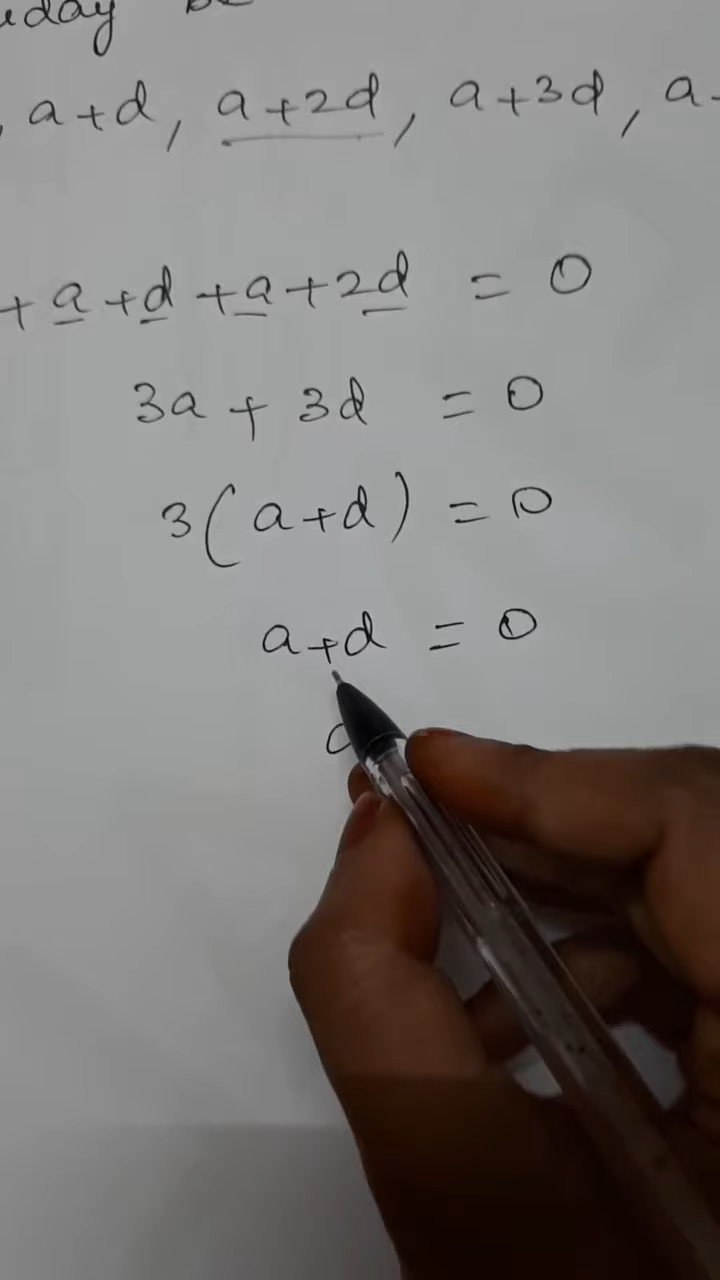 , a+d, a+2d, a+3d, a
+ a + d + a + 2d = 0
3a + 3d = 0
3(a+d) = 0
a+d = 0